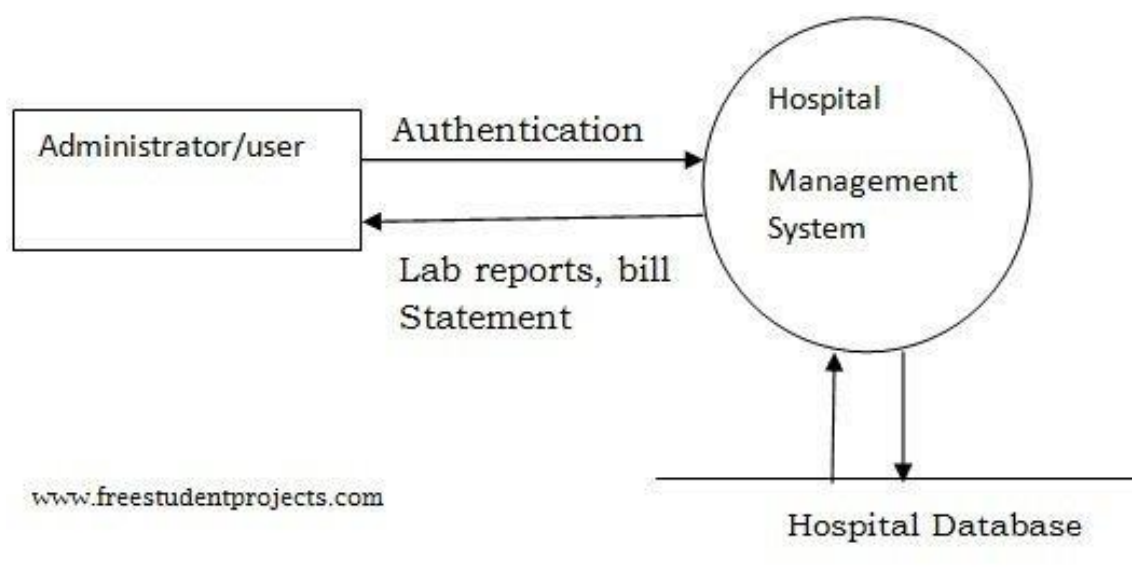 Administrator/user
Authentication
Lab reports, bill
Statement
Hospital
Management
System
www.freestudentprojects.com
Hospital Database